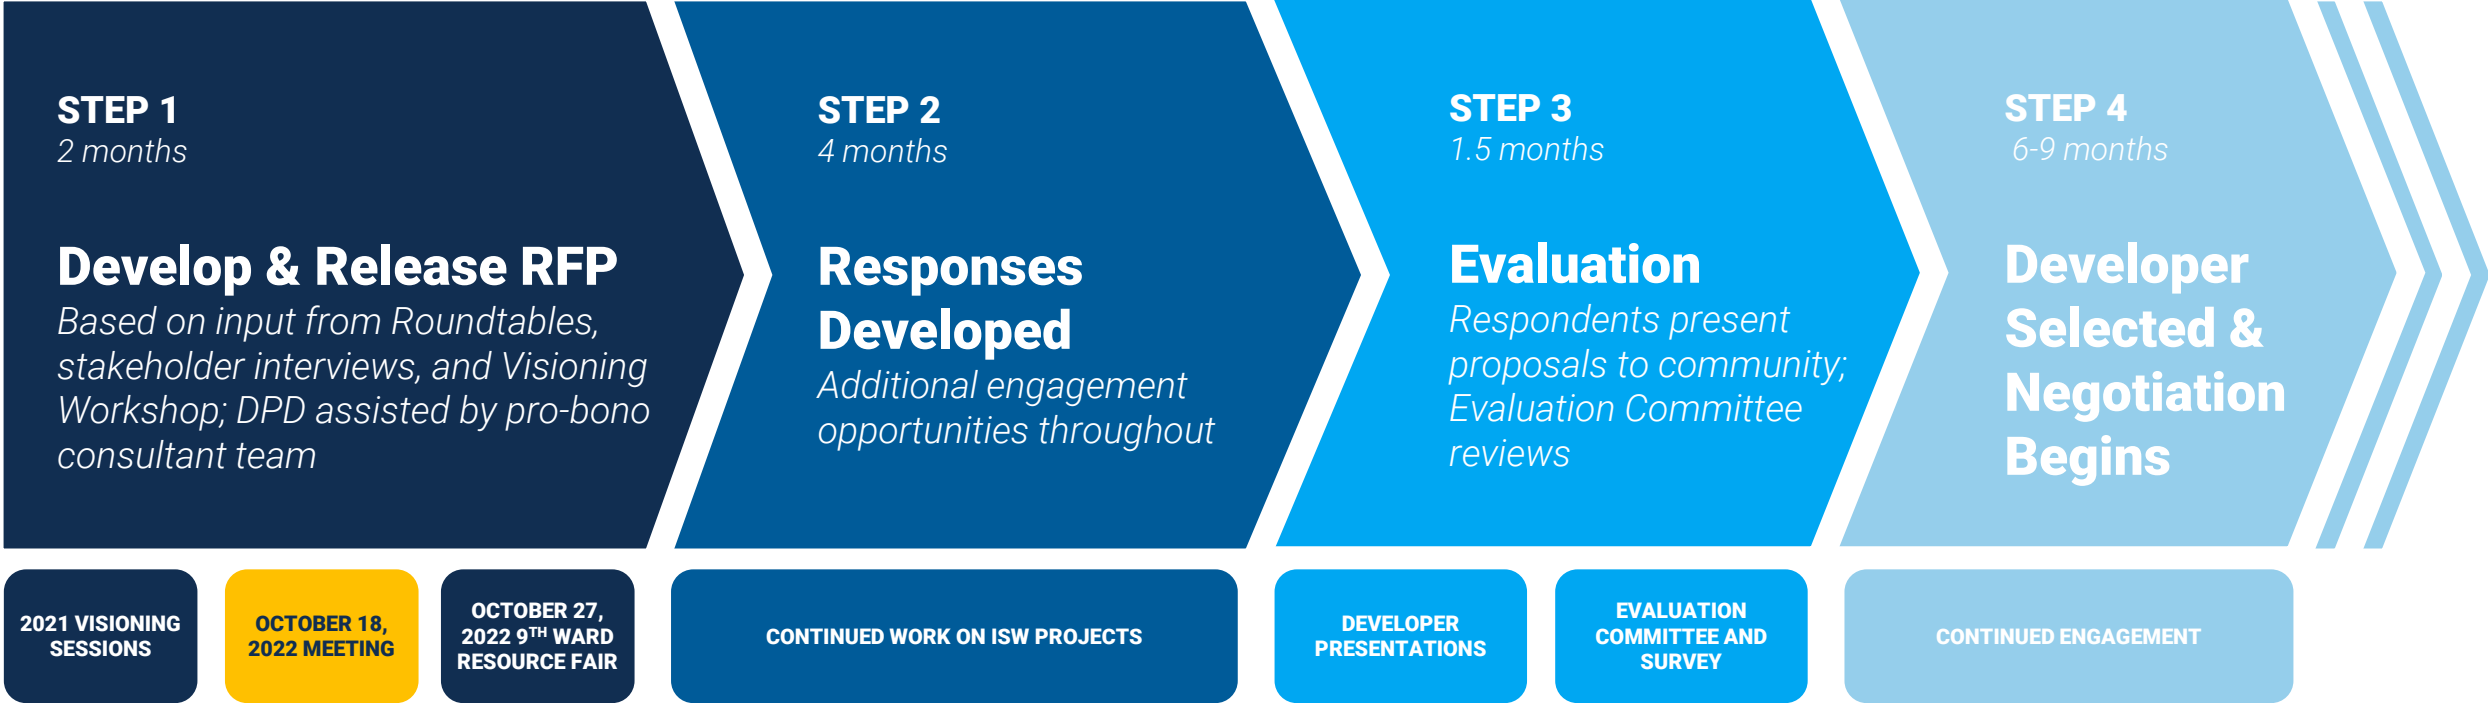 STEP 1
2 months
Develop & Release RFP
Based on input from Roundtables,
stakeholder interviews, and Visioning
Workshop; DPD assisted by pro-bono
consultant team
STEP 2
4 months
Responses
Developed
Additional engagement
opportunities throughout
STEP 3
1.5 months
Evaluation
Respondents present
proposals to community;
Evaluation Committee
reviews
STEP 4
6-9 months
Developer
Selected &
Negotiation
Begins
2021 VISIONING
SESSIONS
OCTOBER 18,
2022 MEETING
OCTOBER 27,
2022 9TH WARD
RESOURCE FAIR
CONTINUED WORK ON ISW PROJECTS
DEVELOPER
PRESENTATIONS
EVALUATION
COMMITTEE AND
SURVEY
CONTINUED ENGAGEMENT